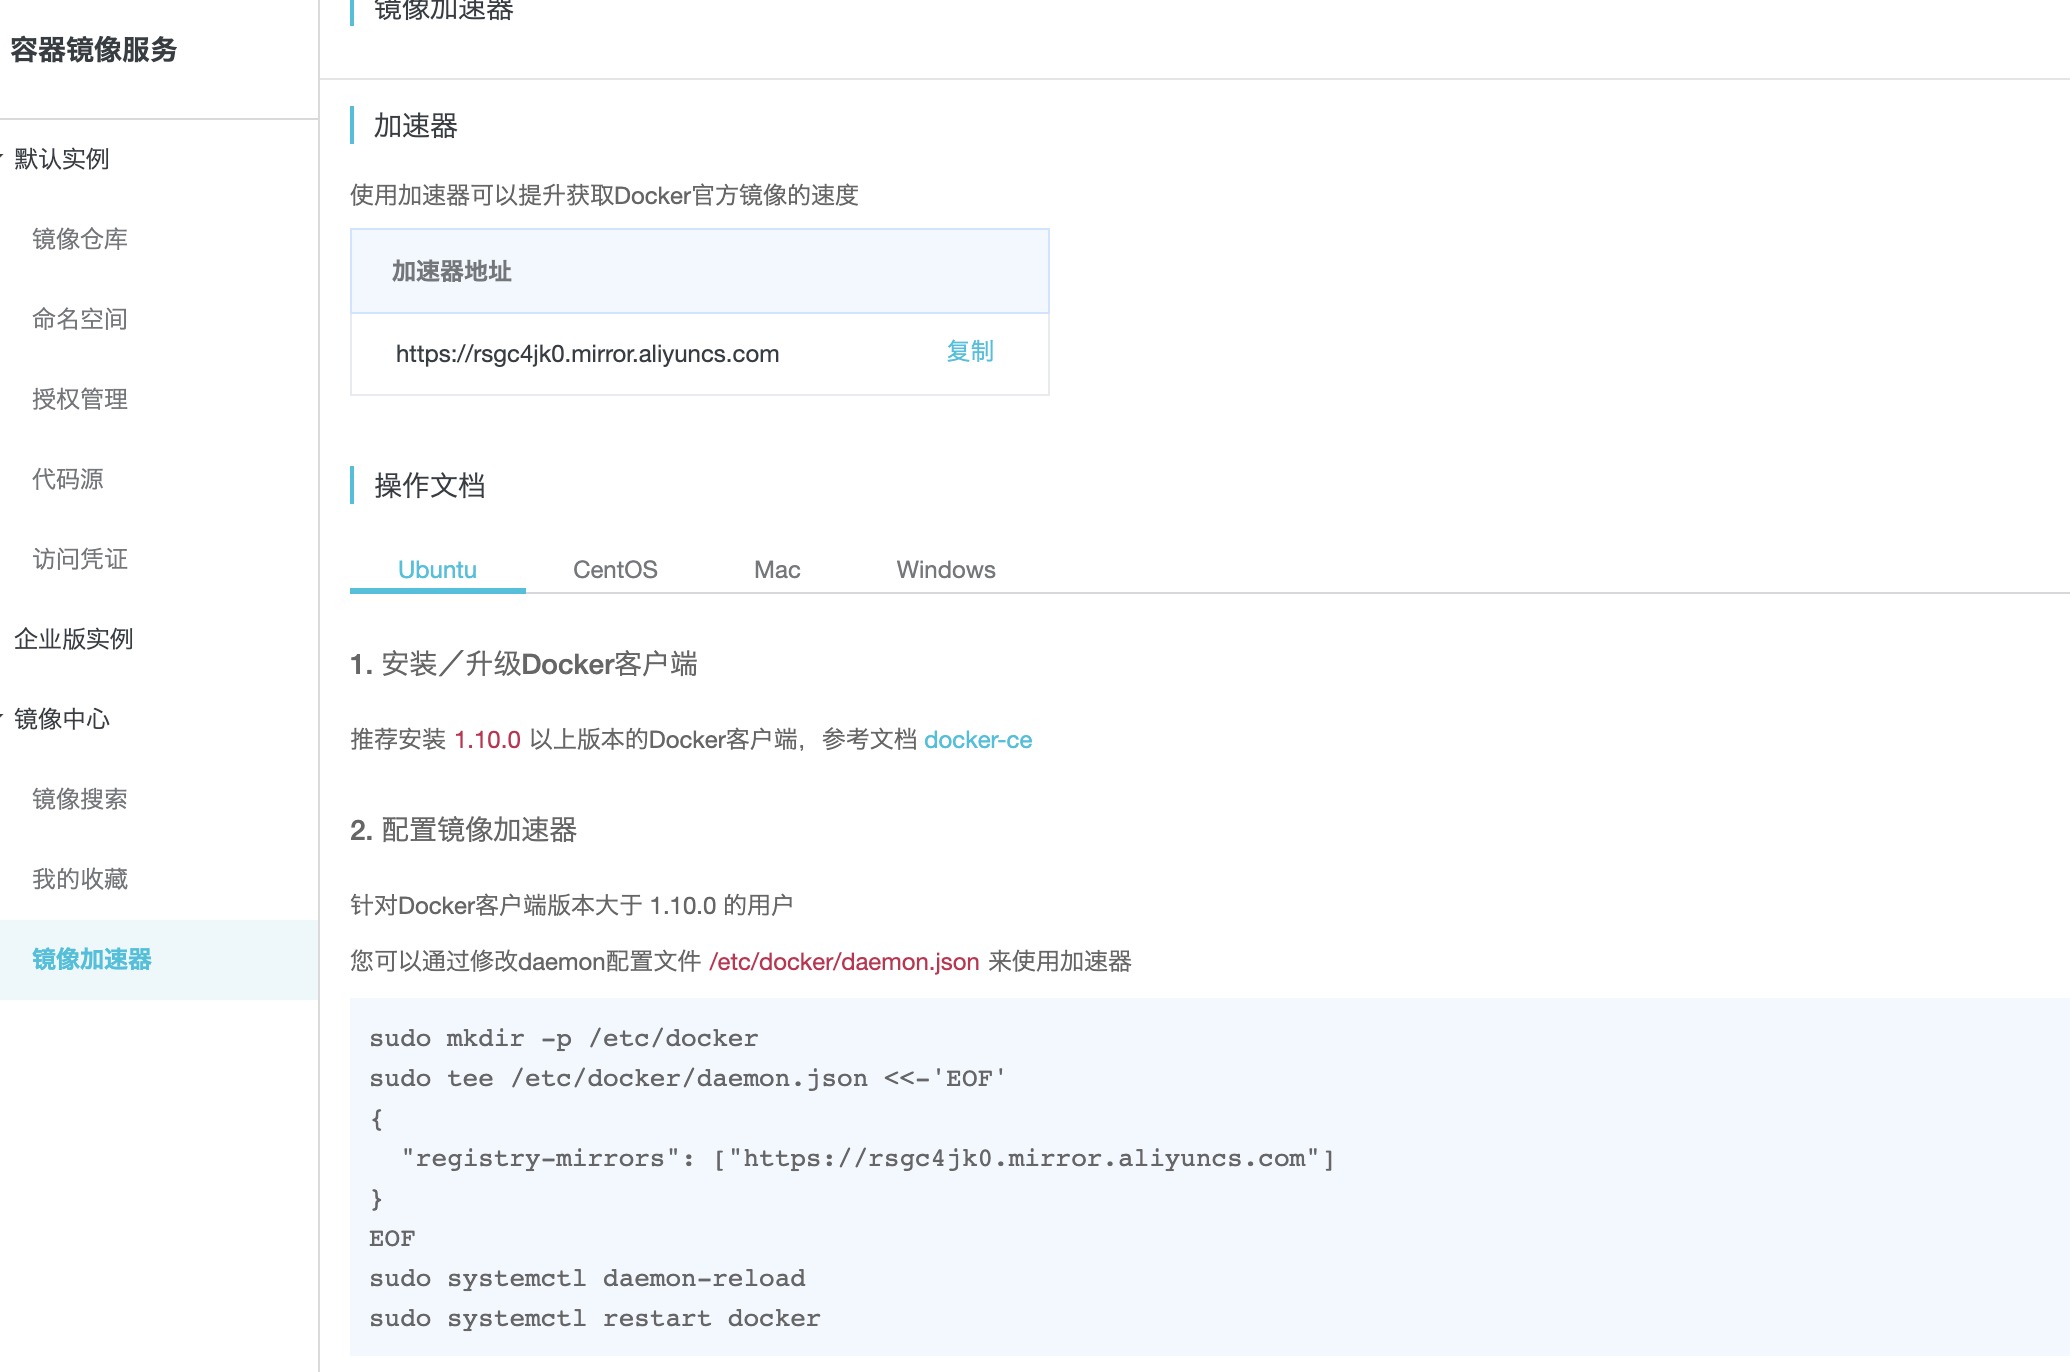 容器镜像服务
默认实例
镜像仓库
命名空间
授权管理
代码源
访问凭证
企业版实例
镜像中心
镜像搜索
我的收藏
镜像加速器
镜像加速器
加速器
使用加速器可以提升获取Docker官方镜像的速度
加速器地址
https://rsgc4jk0.mirror.aliyuncs.com 复制
操作文档
Ubuntu CentOS Mac Windows
1. 安装／升级Docker客户端
推荐安装 1.10.0 以上版本的Docker客户端，参考文档 docker-ce
2. 配置镜像加速器
针对Docker客户端版本大于 1.10.0 的用户
您可以通过修改daemon配置文件 /etc/docker/daemon.json 来使用加速器
sudo mkdir -p /etc/docker
sudo tee /etc/docker/daemon.json <<-'EOF'
{
  "registry-mirrors": ["https://rsgc4jk0.mirror.aliyuncs.com"]
}
EOF
sudo systemctl daemon-reload
sudo systemctl restart docker